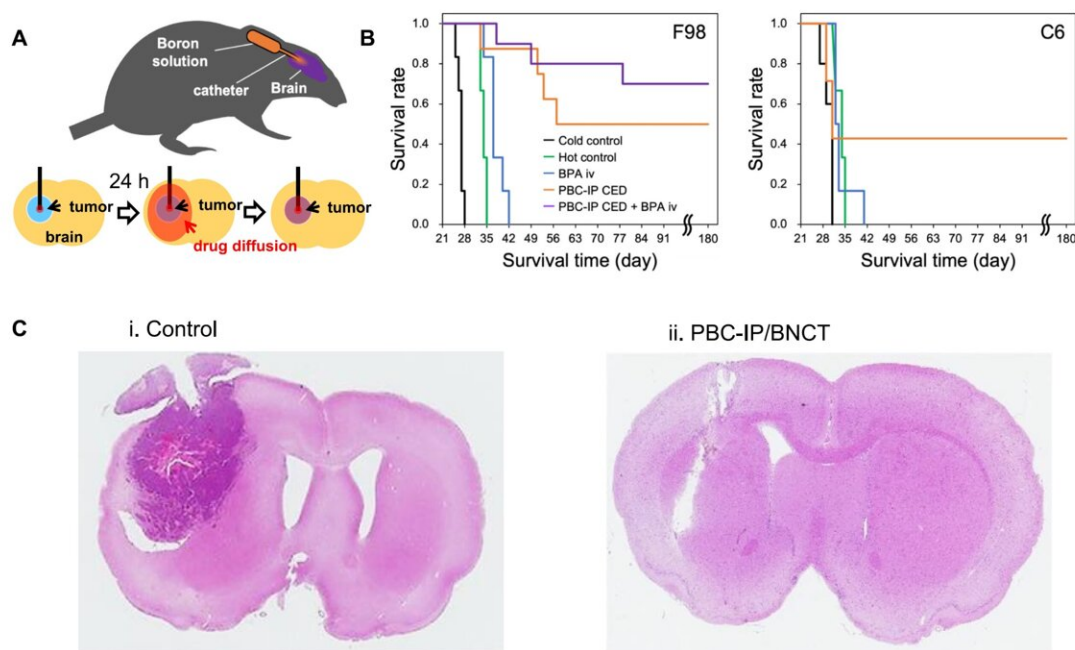 A
Boron
solution
catheter
Brain
24 h
tumor
tumor
tumor
brain
drug diffusion
B
F98
Survival rate
1.0
0.8
0.6
0.4
0.2
0.0
Cold control
Hot control
BPA iv
PBC-IP CED
PBC-IP CED + BPA iv
21 28 35 42 49 56 63 70 77 84 91 180
Survival time (day)
C6
Survival rate
1.0
0.8
0.6
0.4
0.2
0.0
21 28 35 42 49 56 63 70 77 84 91 180
Survival time (day)
C
i. Control
ii. PBC-IP/BNCT